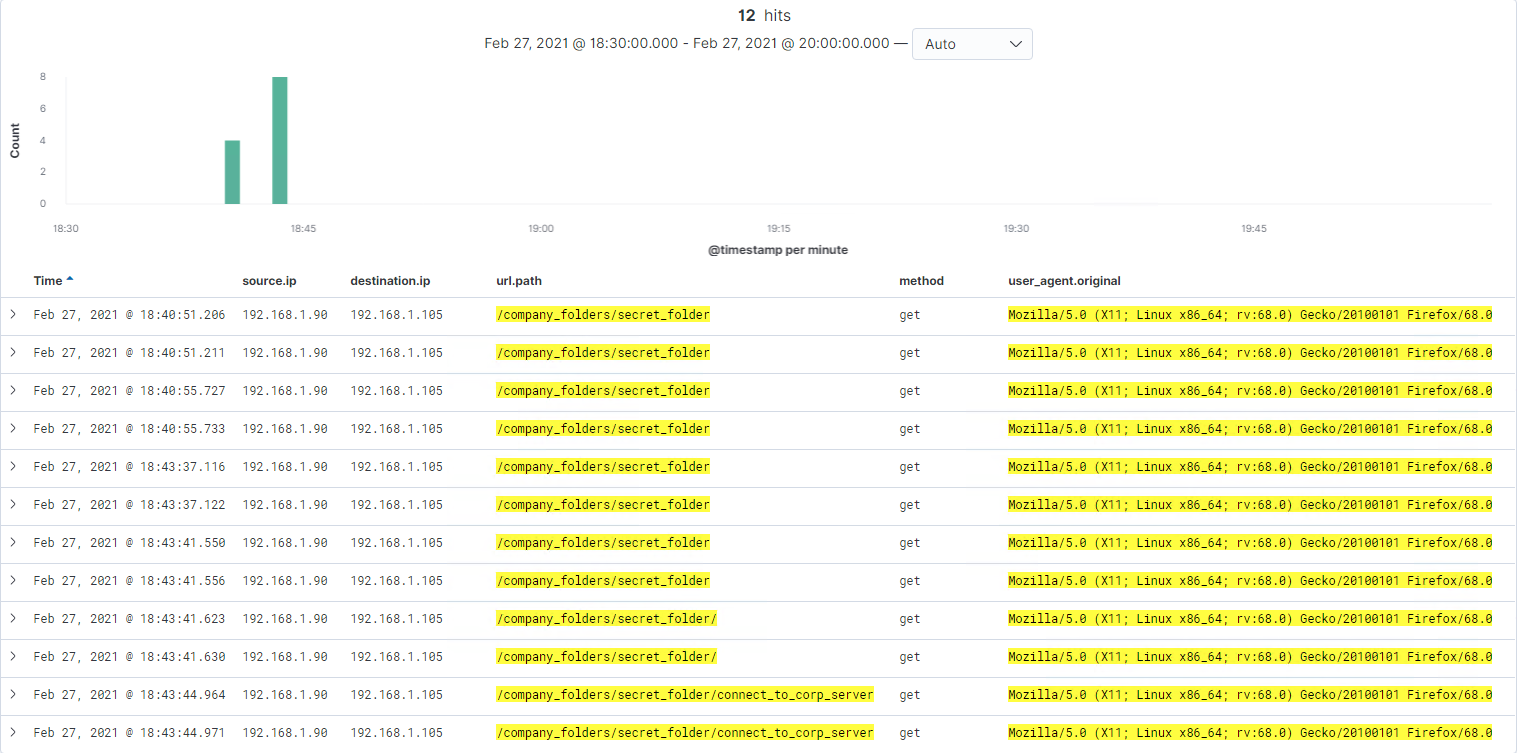 12 hits
Feb 27, 2021 @ 18:30:00.000 - Feb 27, 2021 @ 20:00:00.000 — Auto
Count
8
6
4
2
0
18:30 18:45 19:00 19:15 19:30 19:45
@timestamp per minute
Time source.ip destination.ip url.path method user_agent.original
Feb 27, 2021 @ 18:40:51.206 192.168.1.90 192.168.1.105 /company_folders/secret_folder get Mozilla/5.0 (X11; Linux x86_64; rv:68.0) Gecko/20100101 Firefox/68.0
Feb 27, 2021 @ 18:40:51.211 192.168.1.90 192.168.1.105 /company_folders/secret_folder get Mozilla/5.0 (X11; Linux x86_64; rv:68.0) Gecko/20100101 Firefox/68.0
Feb 27, 2021 @ 18:40:55.727 192.168.1.90 192.168.1.105 /company_folders/secret_folder get Mozilla/5.0 (X11; Linux x86_64; rv:68.0) Gecko/20100101 Firefox/68.0
Feb 27, 2021 @ 18:40:55.733 192.168.1.90 192.168.1.105 /company_folders/secret_folder get Mozilla/5.0 (X11; Linux x86_64; rv:68.0) Gecko/20100101 Firefox/68.0
Feb 27, 2021 @ 18:43:37.116 192.168.1.90 192.168.1.105 /company_folders/secret_folder get Mozilla/5.0 (X11; Linux x86_64; rv:68.0) Gecko/20100101 Firefox/68.0
Feb 27, 2021 @ 18:43:37.122 192.168.1.90 192.168.1.105 /company_folders/secret_folder get Mozilla/5.0 (X11; Linux x86_64; rv:68.0) Gecko/20100101 Firefox/68.0
Feb 27, 2021 @ 18:43:41.550 192.168.1.90 192.168.1.105 /company_folders/secret_folder get Mozilla/5.0 (X11; Linux x86_64; rv:68.0) Gecko/20100101 Firefox/68.0
Feb 27, 2021 @ 18:43:41.556 192.168.1.90 192.168.1.105 /company_folders/secret_folder get Mozilla/5.0 (X11; Linux x86_64; rv:68.0) Gecko/20100101 Firefox/68.0
Feb 27, 2021 @ 18:43:41.623 192.168.1.90 192.168.1.105 /company_folders/secret_folder/ get Mozilla/5.0 (X11; Linux x86_64; rv:68.0) Gecko/20100101 Firefox/68.0
Feb 27, 2021 @ 18:43:41.630 192.168.1.90 192.168.1.105 /company_folders/secret_folder/ get Mozilla/5.0 (X11; Linux x86_64; rv:68.0) Gecko/20100101 Firefox/68.0
Feb 27, 2021 @ 18:43:44.964 192.168.1.90 192.168.1.105 /company_folders/secret_folder/connect_to_corp_server get Mozilla/5.0 (X11; Linux x86_64; rv:68.0) Gecko/20100101 Firefox/68.0
Feb 27, 2021 @ 18:43:44.971 192.168.1.90 192.168.1.105 /company_folders/secret_folder/connect_to_corp_server get Mozilla/5.0 (X11; Linux x86_64; rv:68.0) Gecko/20100101 Firefox/68.0